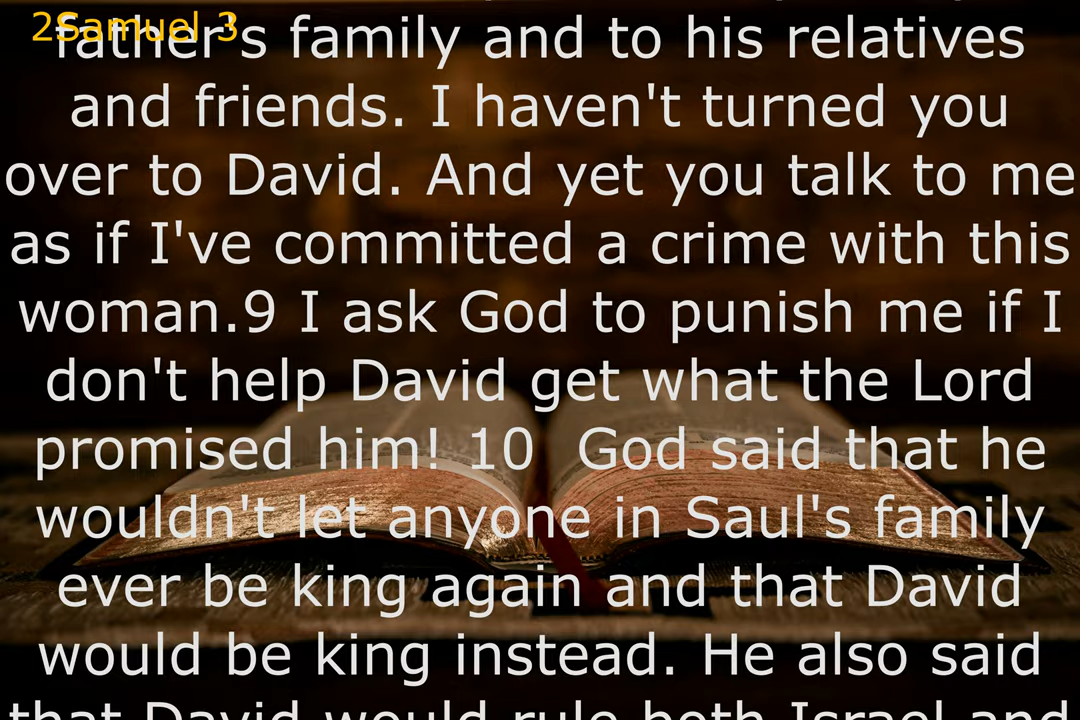 2Samuel 3
father's family and to his relatives
and friends. I haven't turned you
over to David. And yet you talk to me
as if I've committed a crime with this
woman.9 I ask God to punish me if I
don't help David get what the Lord
promised him! 10  God said that he
wouldn't let anyone in Saul's family
ever be king again and that David
would be king instead. He also said
that David would rule both Israel and